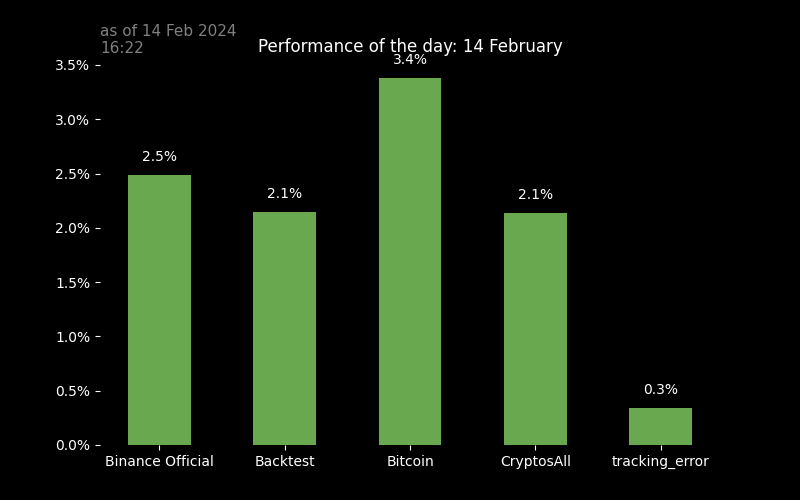 as of 14 Feb 2024
16:22
Performance of the day: 14 February
3.5%
3.0%
2.5%
2.0%
1.5%
1.0%
0.5%
0.0%
2.5%
2.1%
3.4%
2.1%
0.3%
Binance Official
Backtest
Bitcoin
CryptosAll
tracking_error